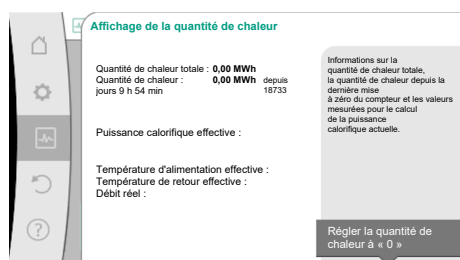 Affichage de la quantité de chaleur
Quantité de chaleur totale : 0,00 MWh
Quantité de chaleur : 0,00 MWh depuis
jours 9 h 54 min 18733
Puissance calorifique effective :
Température d'alimentation effective :
Température de retour effective :
Débit réel :
Informations sur la
quantité de chaleur totale,
la quantité de chaleur depuis la
dernière mise
à zéro du compteur et les valeurs
mesurées pour le calcul
de la puissance
calorifique actuelle.
Régler la quantité de
chaleur à « 0 »